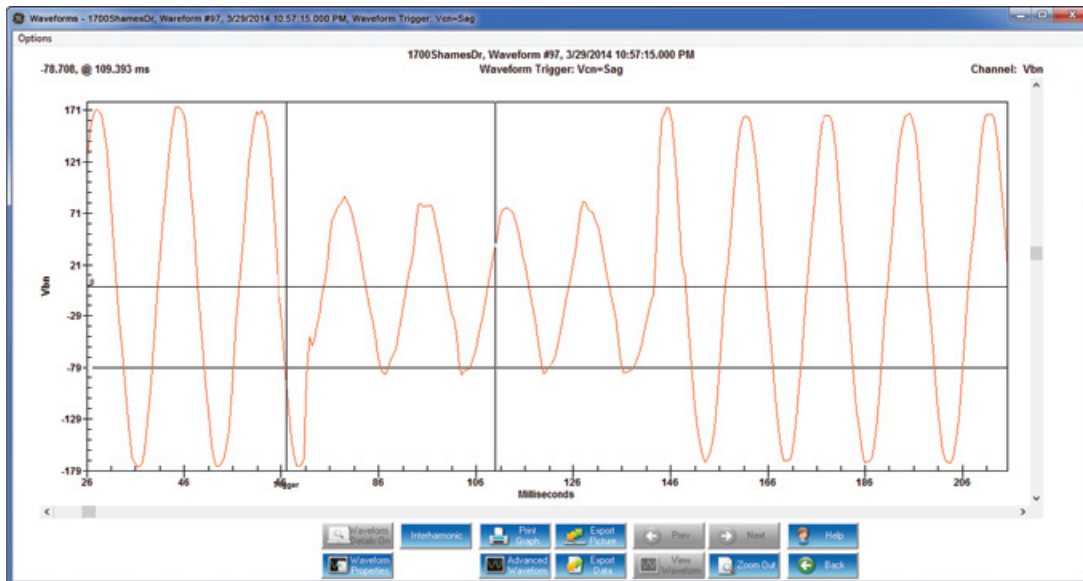 Waveforms - 1700ShamesDr, Wareform #97, 3/29/2014 10:57:15.000 PM, Waveform Trigger: Vcn=Sag
Options
1700ShamesDr, Waveform #97, 3/29/2014 10:57:15.000 PM
-78.708, @ 109.393 ms
Waveform Trigger: Vcn=Sag
Channel: Vbn
171
121
71
21
-29
-79
-129
-179
Vbn
26
46
86
106
126
146
166
186
206
Trigger
Milliseconds
Waveform Details On
Interhamonic
Print Graph
Export Picture
Prev
Next
Help
Waveform Properties
Advanced Waveform
Export Data
View Waveform
Zoom Out
Back